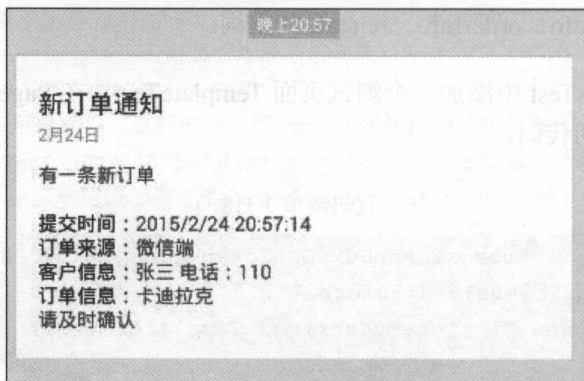 晚上20:57
新订单通知
2月24日
有一条新订单
提交时间：2015/2/24 20:57:14
订单来源：微信端
客户信息：张三 电话：110
订单信息：卡迪拉克
请及时确认